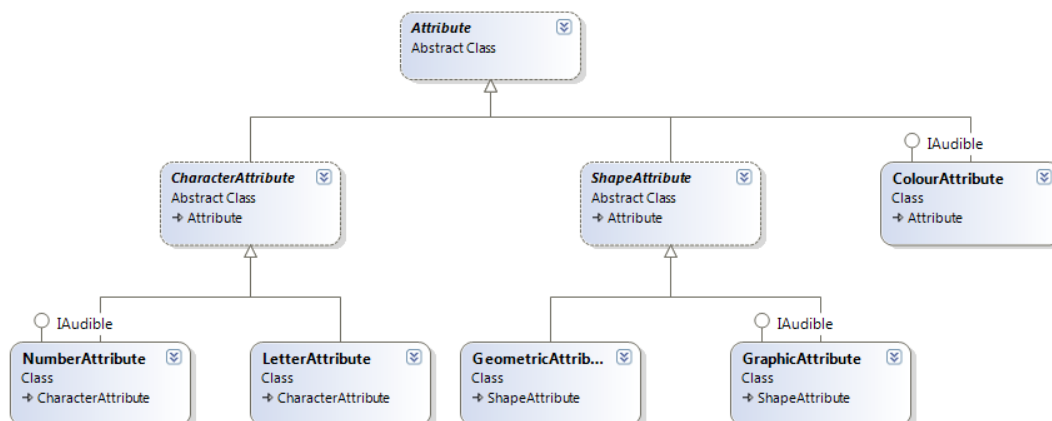 Attribute
Abstract Class
IAudible
CharacterAttribute
Abstract Class
Attribute
ShapeAttribute
Abstract Class
Attribute
ColourAttribute
Class
Attribute
IAudible
IAudible
NumberAttribute
Class
CharacterAttribute
LetterAttribute
Class
CharacterAttribute
GeometricAttrib...
Class
ShapeAttribute
GraphicAttribute
Class
ShapeAttribute